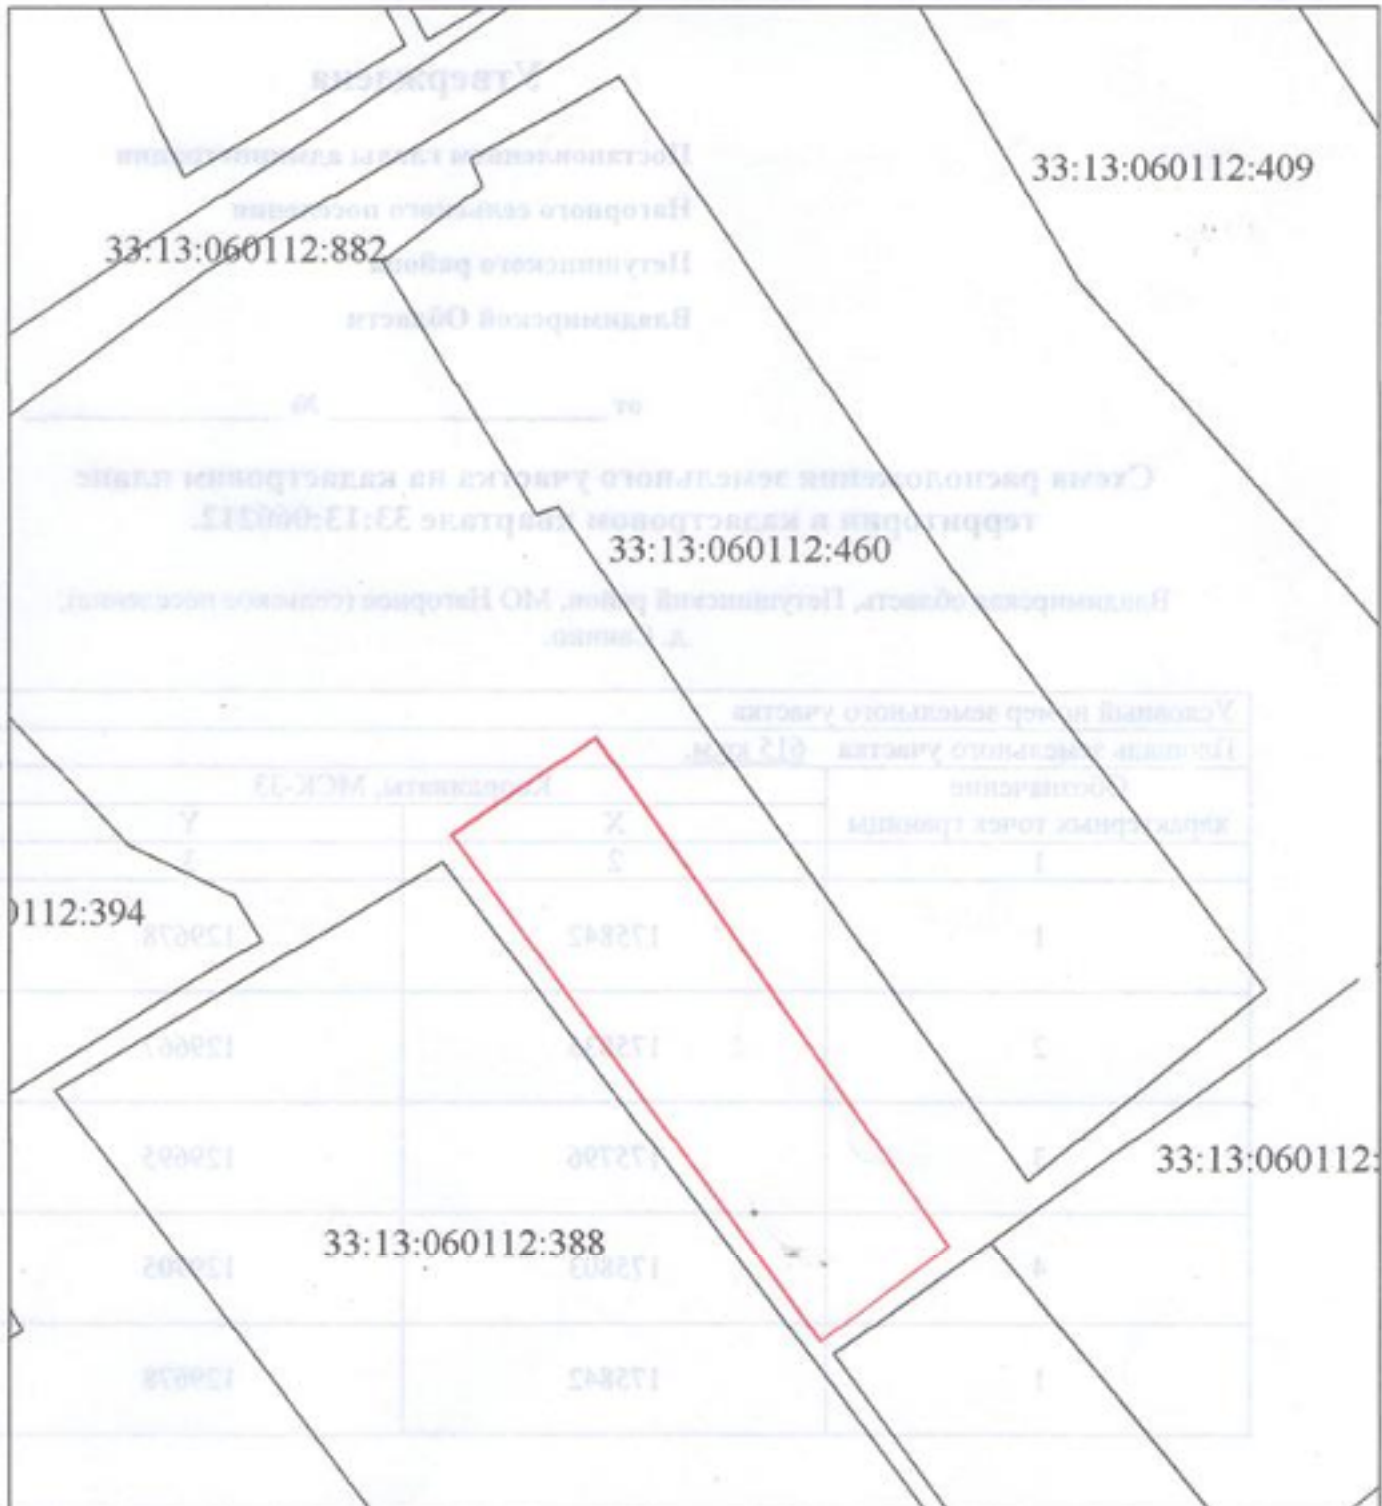 33:13:060112:409
33:13:060112:882
33:13:060112:460
0112:394
33:13:060112:
33:13:060112:388
Утверждена
Постановлением главы администрации
Нагорного сельского поселения
Петушинского района
Владимирской Области
от № 
Схема расположения земельного участка на кадастровом плане
территории в кадастровом квартале
Владимирская область, Петушинский район, МО Нагорное (сельское поселение),
д.
Условный номер земельного участка
Площадь земельного участка 615 кв.м.
Обозначение характерных точек границы
Координаты, МСК-33
X Y
1 2 3
1 175842 129678
2 129667
3 175796 129695
4 175803 129705
1 175842 129678